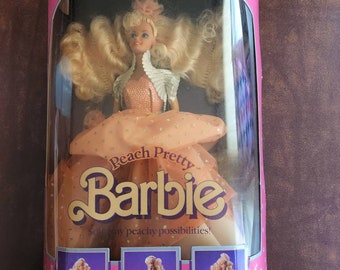 Peach Pretty
Barbie
So many peachy possibilities!